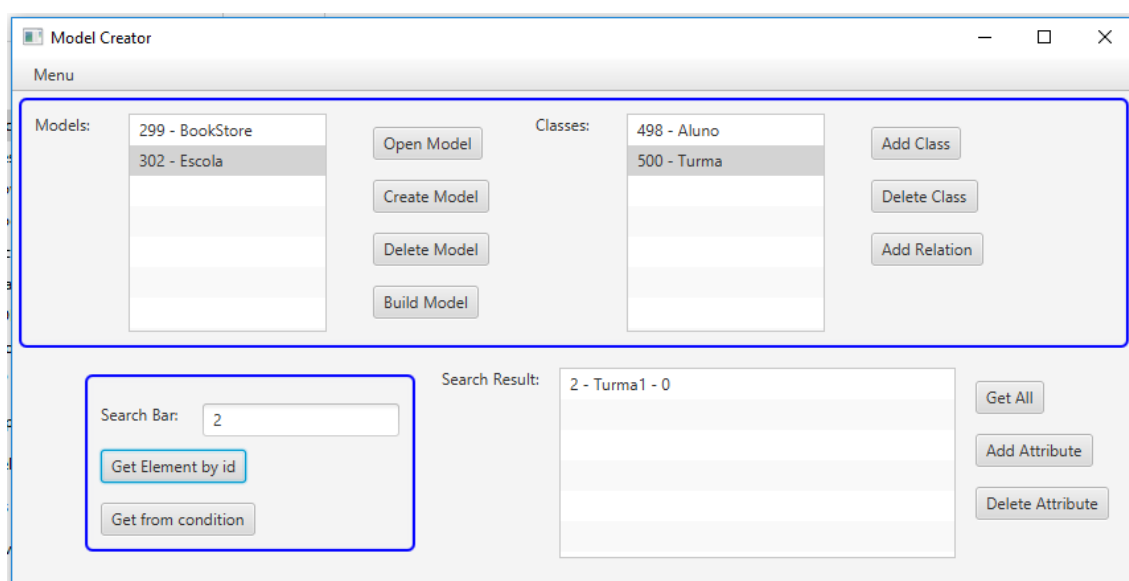 Model Creator
Menu
Models:
299 - BookStore
302 - Escola
Open Model
Create Model
Delete Model
Build Model
Classes:
498 - Aluno
500 - Turma
Add Class
Delete Class
Add Relation
Search Bar:
2
Get Element by id
Get from condition
Search Result:
2 - Turma1 - 0
Get All
Add Attribute
Delete Attribute